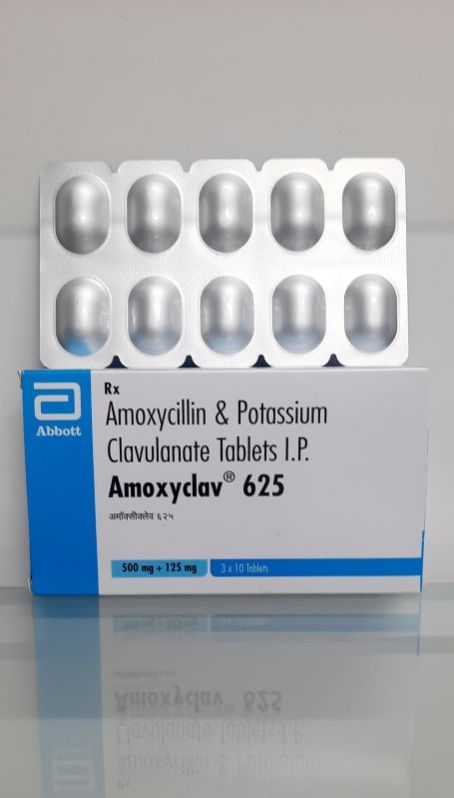 Abbott
Rx
Amoxycillin & Potassium
Clavulanate Tablets I.P.
Amoxyclav® 625
अमॉक्सीक्लेव ६२५
500 mg + 125 mg
3 x 10 Tablets